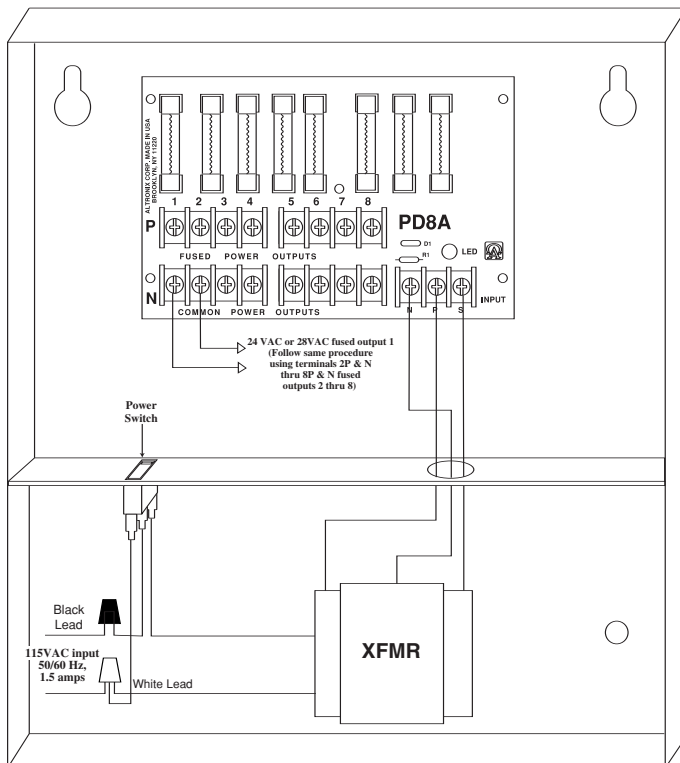 ALTRONIX CORP. MADE IN USA
BROOKLYN, NY 11220
1 2 3 4 5 6 7 8
P
PD8A
FUSED POWER OUTPUTS
D1
R1
LED
N
COMMON POWER OUTPUTS
N P S
INPUT
24 VAC or 28VAC fused output 1
(Follow same procedure
using terminals 2P & N
thru 8P & N fused
outputs 2 thru 8)
Power
Switch
Black
Lead
115VAC input
50/60 Hz,
1.5 amps
White Lead
XFMR